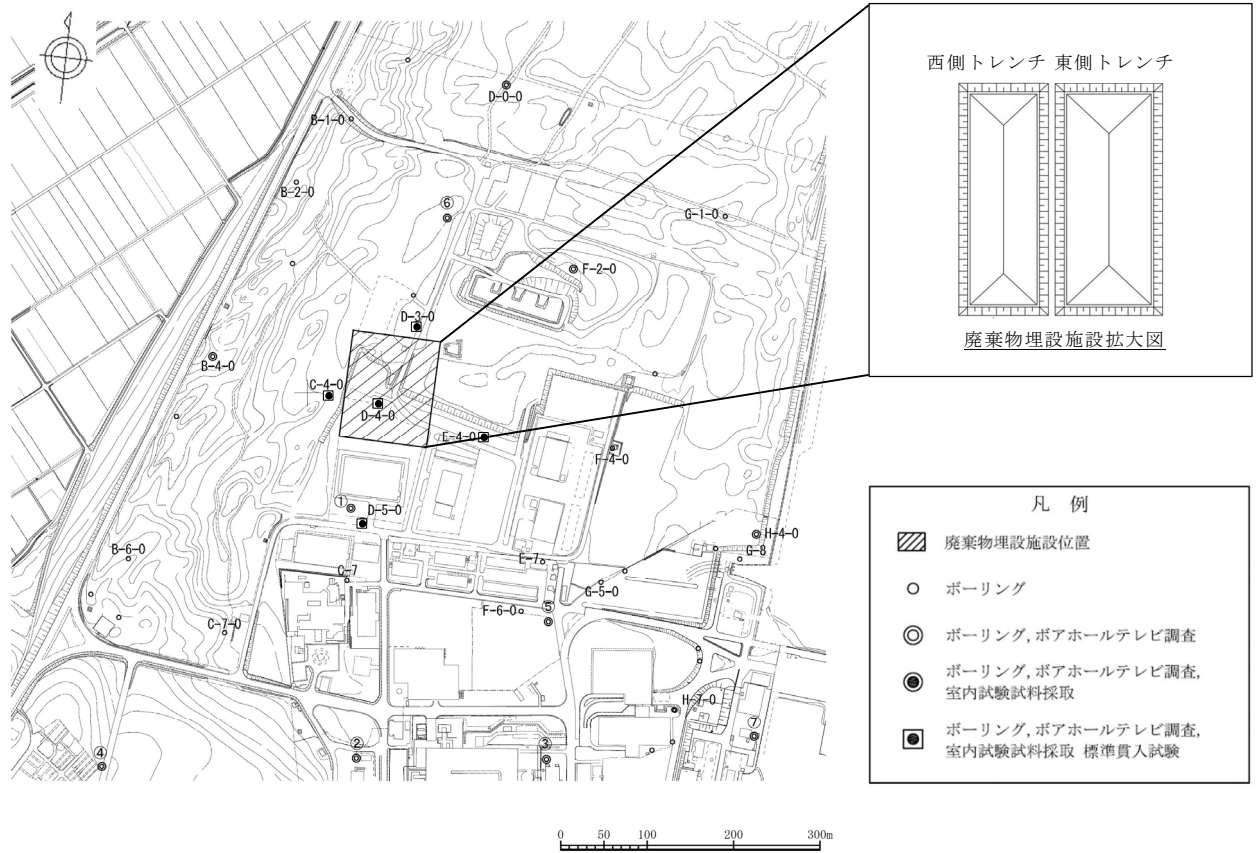 D-0-0
B-1-0
B-2-0
⑥
G-1-0
F-2-0
D-3-0
B-4-0
C-4-0
D-4-0
E-4-0
F-4-0
①
D-5-0
H-4-0
G-8
B-6-0
E-7
C-7
G-5-0
F-6-0
⑤
C-7-0
H-7-0
⑦
②
③
④
0 50 100 200 300m
西側トレンチ 東側トレンチ
廃棄物埋設施設拡大図
凡 例
廃棄物埋設施設位置
ボーリング
ボーリング,ボアホールテレビ調査
ボーリング,ボアホールテレビ調査,
室内試験試料採取
ボーリング,ボアホールテレビ調査,
室内試験試料採取 標準貫入試験